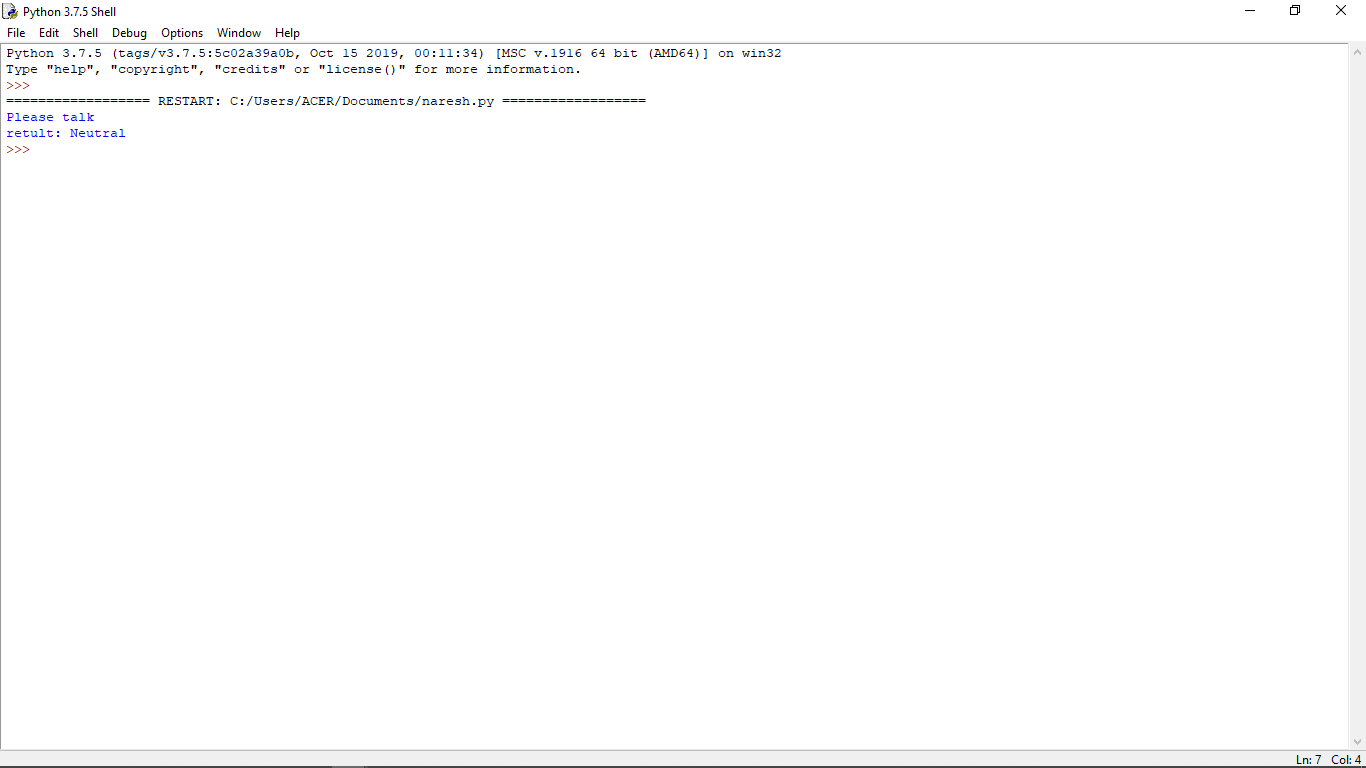 Python 3.7.5 Shell
File Edit Shell Debug Options Window Help
Python 3.7.5 (tags/v3.7.5:5c02a39a0b, Oct 15 2019, 00:11:34) [MSC v.1916 64 bit (AMD64)] on win32
Type "help", "copyright", "credits" or "license()" for more information.
>>>
================== RESTART: C:/Users/ACER/Documents/naresh.py ==================
Please talk
retult: Neutral
>>>
Ln: 7 Col: 4